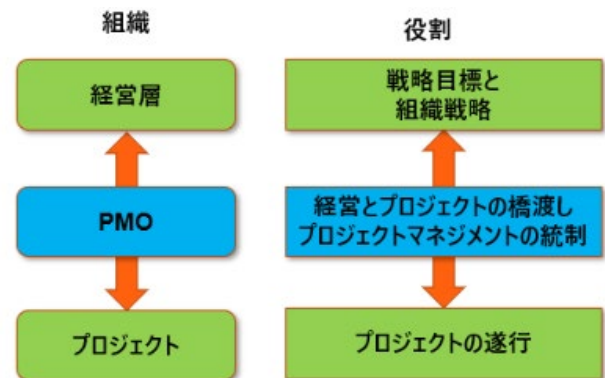 組織
役割
経営層
戦略目標と
組織戦略
PMO
経営とプロジェクトの橋渡し
プロジェクトマネジメントの統制
プロジェクト
プロジェクトの遂行